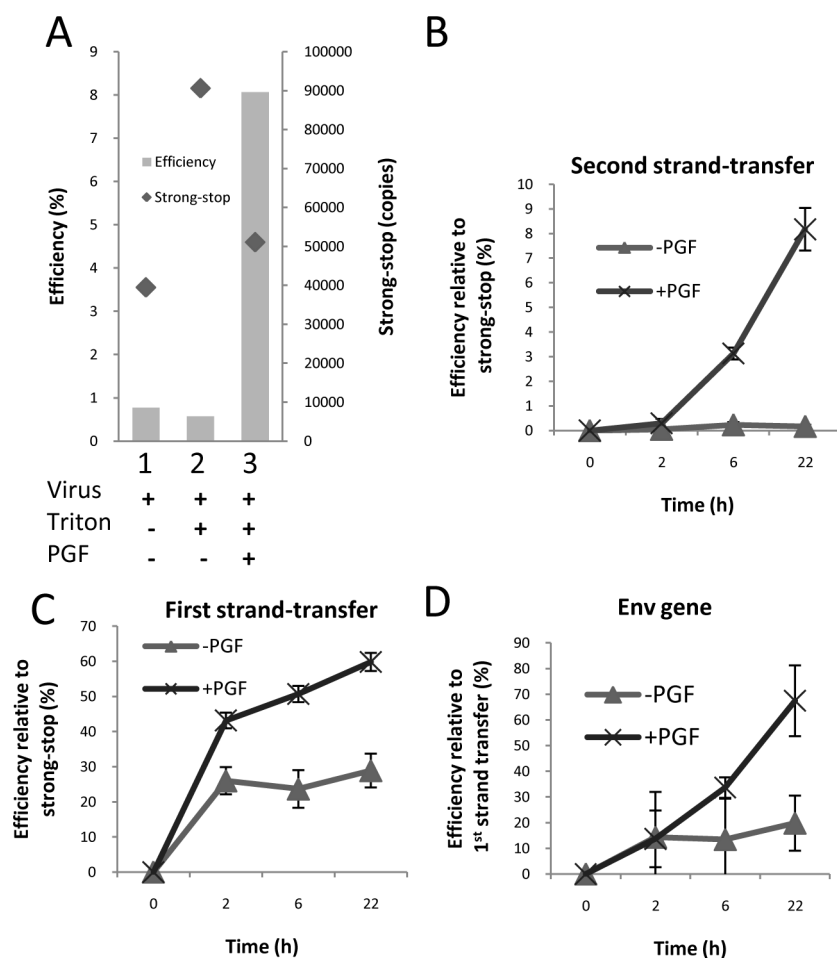 A
Efficiency (%)
9
8
7
6
5
4
3
2
1
0
Efficiency
Strong-stop
100000
90000
80000
70000
60000
50000
40000
30000
20000
10000
0
Strong-stop (copies)
1 2 3
Virus + + +
Triton - + +
PGF - - +
B
Second strand-transfer
Efficiency relative to
strong-stop (%)
10
9
8
7
6
5
4
3
2
1
0
-PGF
+PGF
0 2 6 22
Time (h)
C
First strand-transfer
Efficiency relative to
strong-stop (%)
70
60
50
40
30
20
10
0
-PGF
+PGF
0 2 6 22
Time (h)
D
Env gene
Efficiency relative to
1st strand transfer (%)
90
80
70
60
50
40
30
20
10
0
-PGF
+PGF
0 2 6 22
Time (h)